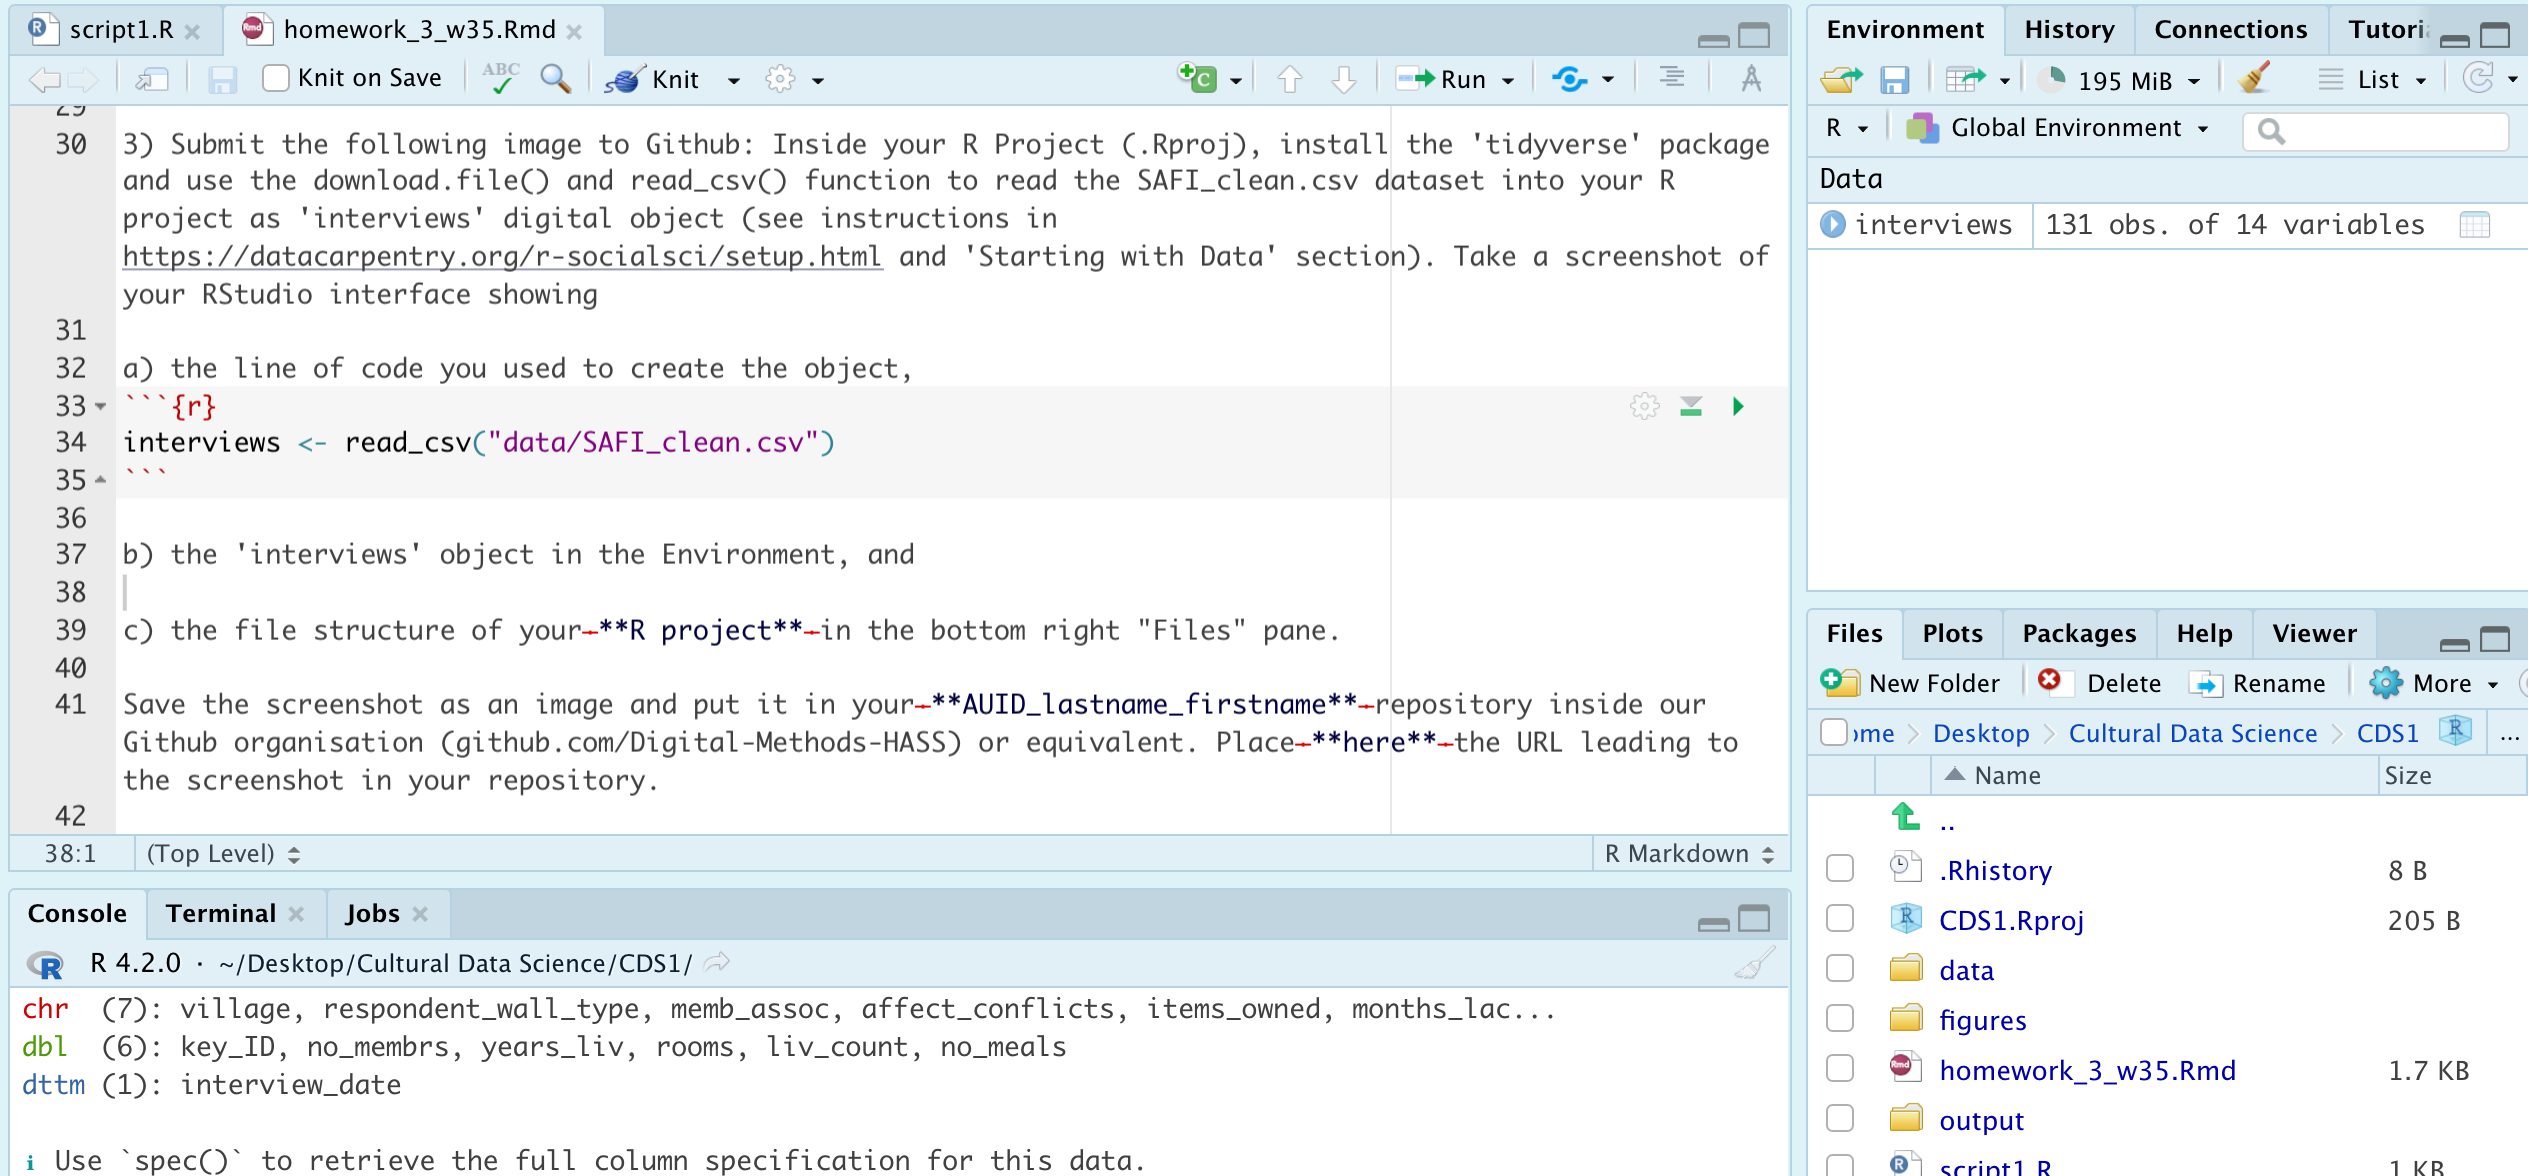 script1.R
homework_3_w35.Rmd
Knit on Save
ABC
Knit
Run
29
30 3) Submit the following image to Github: Inside your R Project (.Rproj), install the 'tidyverse' package
and use the download.file() and read_csv() function to read the SAFI_clean.csv dataset into your R
project as 'interviews' digital object (see instructions in
https://datacarpentry.org/r-socialsci/setup.html and 'Starting with Data' section). Take a screenshot of
your RStudio interface showing
31
32 a) the line of code you used to create the object,
33 ```{r}
34 interviews <- read_csv("data/SAFI_clean.csv")
35 ```
36
37 b) the 'interviews' object in the Environment, and
38
39 c) the file structure of your **R project** in the bottom right "Files" pane.
40
41 Save the screenshot as an image and put it in your **AUID_lastname_firstname** repository inside our
Github organisation (github.com/Digital-Methods-HASS) or equivalent. Place **here** the URL leading to
the screenshot in your repository.
42
38:1 (Top Level) R Markdown
Console Terminal Jobs
R 4.2.0 · ~/Desktop/Cultural Data Science/CDS1/
chr (7): village, respondent_wall_type, memb_assoc, affect_conflicts, items_owned, months_lac...
dbl (6): key_ID, no_membrs, years_liv, rooms, liv_count, no_meals
dttm (1): interview_date
i Use `spec()` to retrieve the full column specification for this data.
Environment History Connections Tutori
195 MiB List
R Global Environment
Data
interviews 131 obs. of 14 variables
Files Plots Packages Help Viewer
New Folder Delete Rename More
ome Desktop Cultural Data Science CDS1 ...
Name Size
..
.Rhistory 8 B
CDS1.Rproj 205 B
data
figures
homework_3_w35.Rmd 1.7 KB
output
script1.R 1 KB